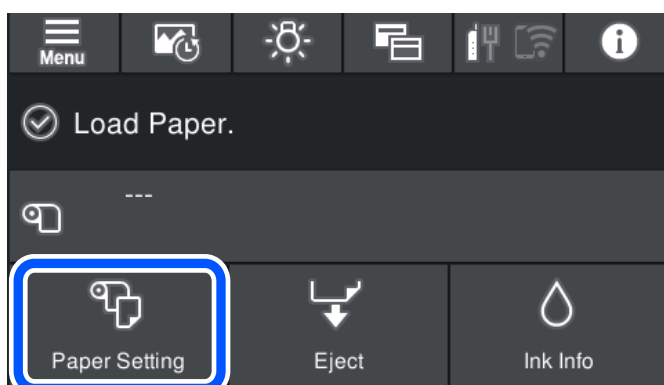 Menu
Load Paper.
---
Paper Setting
Eject
Ink Info